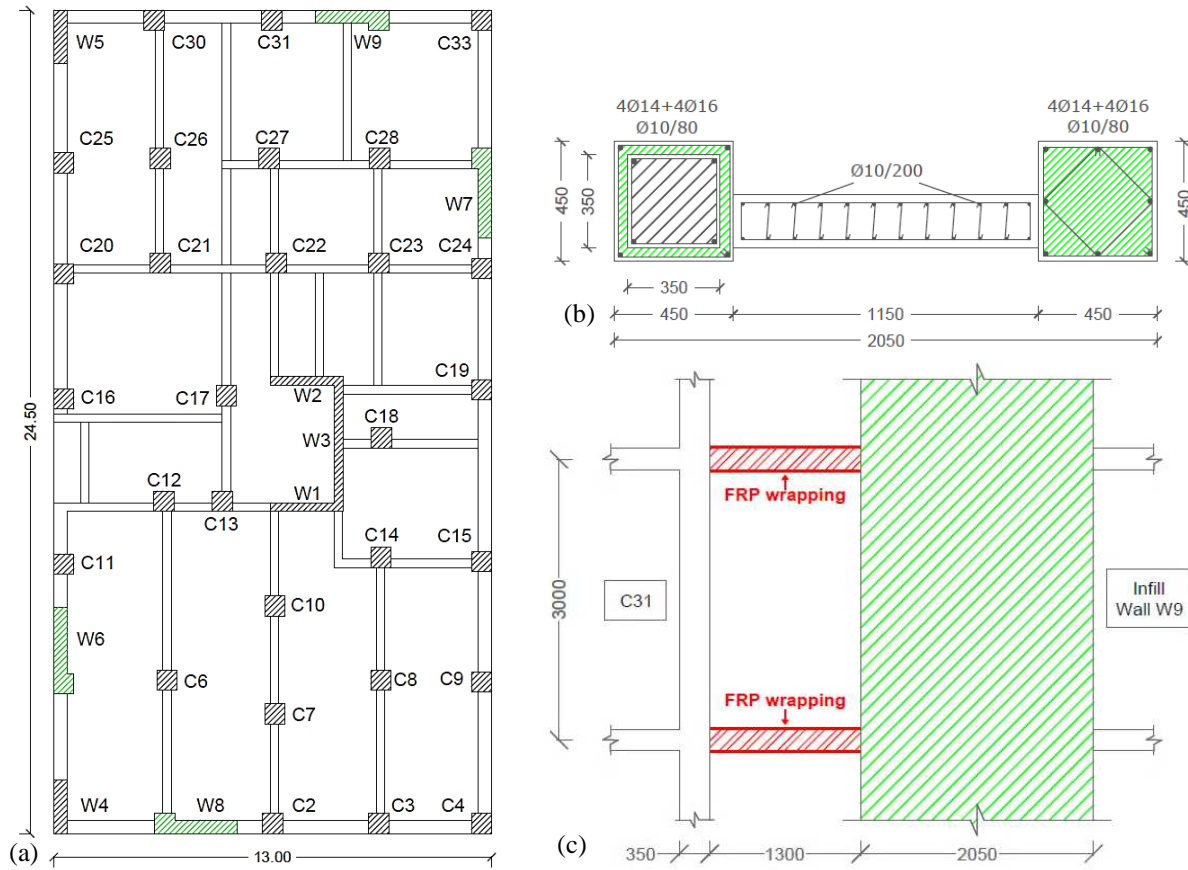 W5
C30
C31
W9
C33
C25
C26
C27
C28
W7
C20
C21
C22
C23
C24
24.50
C16
C17
W2
C19
C18
W3
C12
W1
C13
C14
C15
C11
C10
W6
C6
C8
C9
C7
W4
W8
C2
C3
C4
(a)
13.00
4Ø14+4Ø16
Ø10/80
4Ø14+4Ø16
Ø10/80
Ø10/200
450
350
450
350
450
1150
450
2050
(b)
FRP wrapping
3000
C31
Infill
Wall W9
FRP wrapping
350
1300
2050
(c)